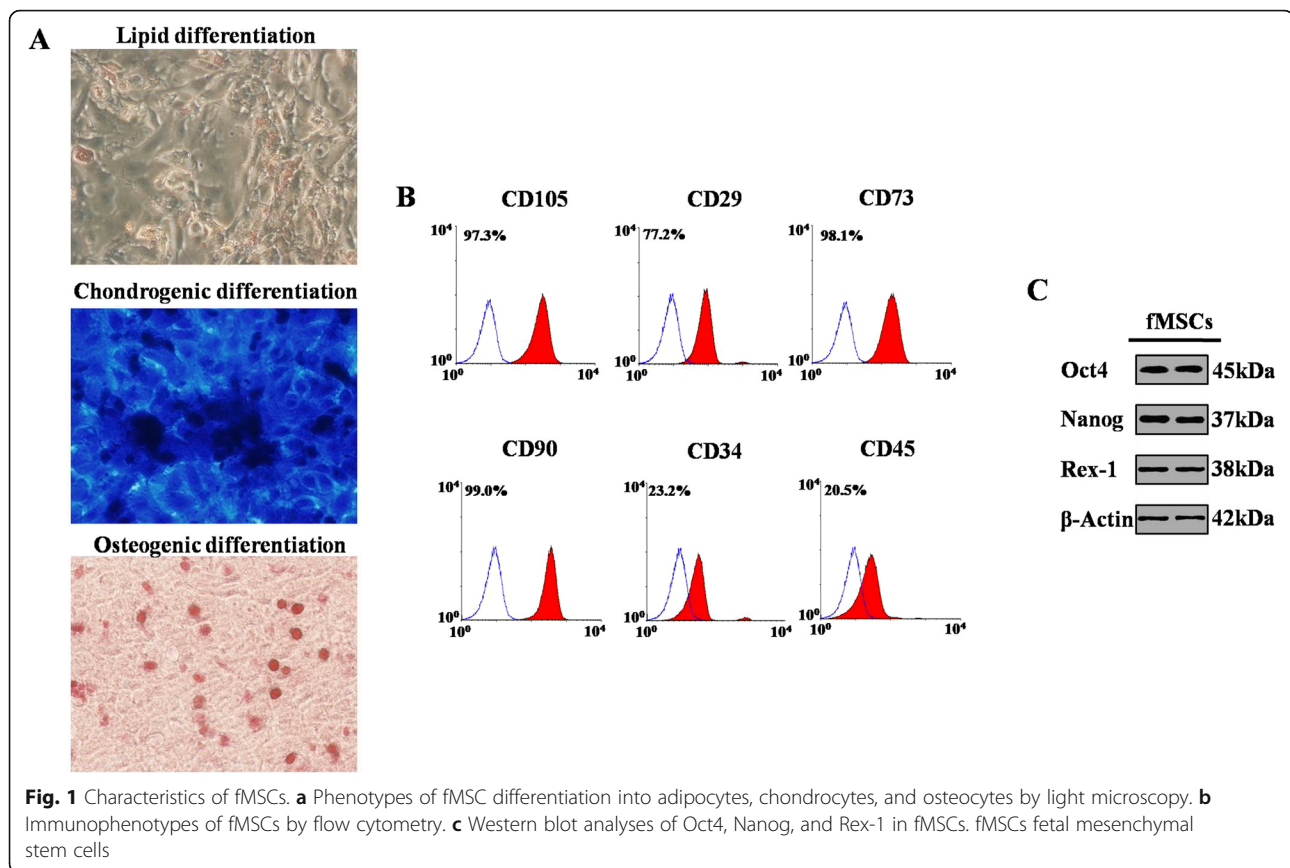 A
Lipid differentiation
Chondrogenic differentiation
Osteogenic differentiation
B
CD105 CD29 CD73
10⁴ 97.3% 10⁴ 77.2% 10⁴ 98.1%
10⁰ 10⁰ 10⁰
10⁰ 10⁴ 10⁰ 10⁴ 10⁰ 10⁴
CD90 CD34 CD45
10⁴ 99.0% 10⁴ 23.2% 10⁴ 20.5%
10⁰ 10⁰ 10⁰
10⁰ 10⁴ 10⁰ 10⁴ 10⁰ 10⁴
C
fMSCs
Oct4 45kDa
Nanog 37kDa
Rex-1 38kDa
β-Actin 42kDa
Fig. 1 Characteristics of fMSCs. a Phenotypes of fMSC differentiation into adipocytes, chondrocytes, and osteocytes by light microscopy. b
Immunophenotypes of fMSCs by flow cytometry. c Western blot analyses of Oct4, Nanog, and Rex-1 in fMSCs. fMSCs fetal mesenchymal
stem cells